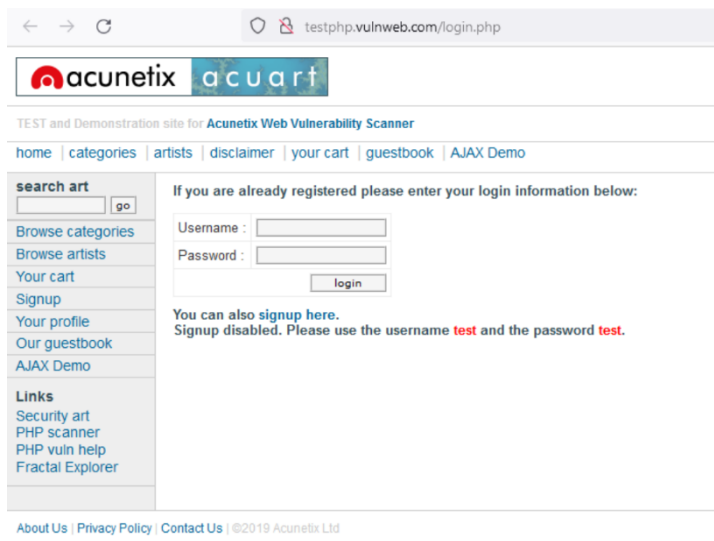 testphp.vulnweb.com/login.php
acunetix acuart
TEST and Demonstration site for Acunetix Web Vulnerability Scanner
home | categories | artists | disclaimer | your cart | guestbook | AJAX Demo
search art
go
Browse categories
Browse artists
Your cart
Signup
Your profile
Our guestbook
AJAX Demo
Links
Security art
PHP scanner
PHP vuln help
Fractal Explorer
If you are already registered please enter your login information below:
Username :
Password :
login
You can also signup here.
Signup disabled. Please use the username test and the password test.
About Us | Privacy Policy | Contact Us | ©2019 Acunetix Ltd